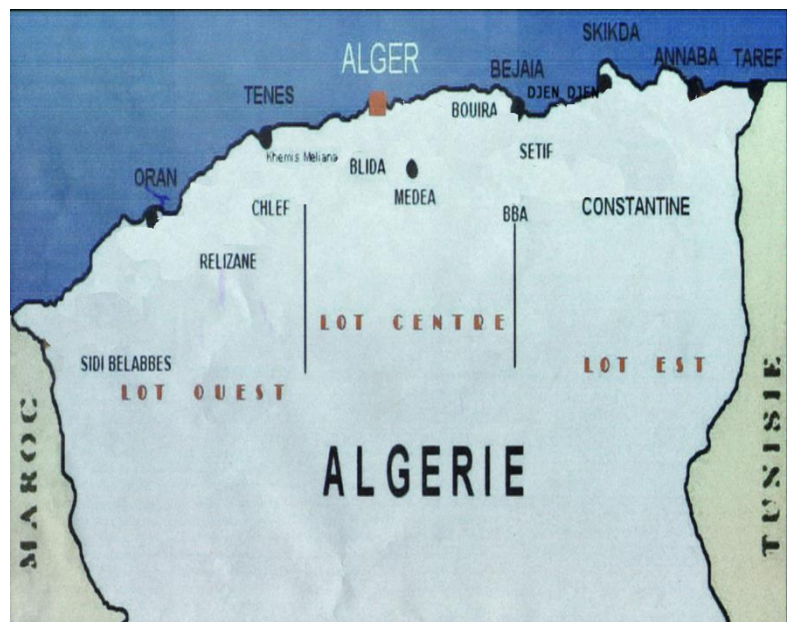 SKIKDA
ALGER
BEJAIA
ANNABA
TAREF
TENES
DJEN DJEN
BOUIRA
Khemis Meliana
BLIDA
SETIF
ORAN
MEDEA
CHLEF
BBA
CONSTANTINE
RELIZANE
LOT CENTRE
SIDI BELABBES
LOT EST
LOT OUEST
ALGERIE
MAROC
TUNISIE